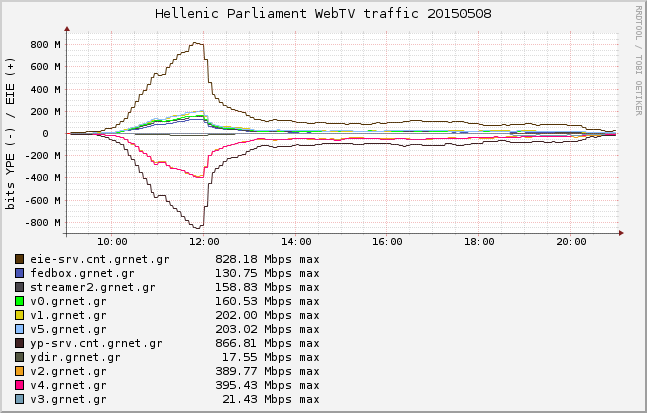 Hellenic Parliament WebTV traffic 20150508
RRDTOOL / TOBI OETIKER
bits YPE (-) / EIE (+)
800 M
600 M
400 M
200 M
0
-200 M
-400 M
-600 M
-800 M
10:00 12:00 14:00 16:00 18:00 20:00
eie-srv.cnt.grnet.gr 828.18 Mbps max
fedbox.grnet.gr 130.75 Mbps max
streamer2.grnet.gr 158.83 Mbps max
v0.grnet.gr 160.53 Mbps max
v1.grnet.gr 202.00 Mbps max
v5.grnet.gr 203.02 Mbps max
yp-srv.cnt.grnet.gr 866.81 Mbps max
ydir.grnet.gr 17.55 Mbps max
v2.grnet.gr 389.77 Mbps max
v4.grnet.gr 395.43 Mbps max
v3.grnet.gr 21.43 Mbps max